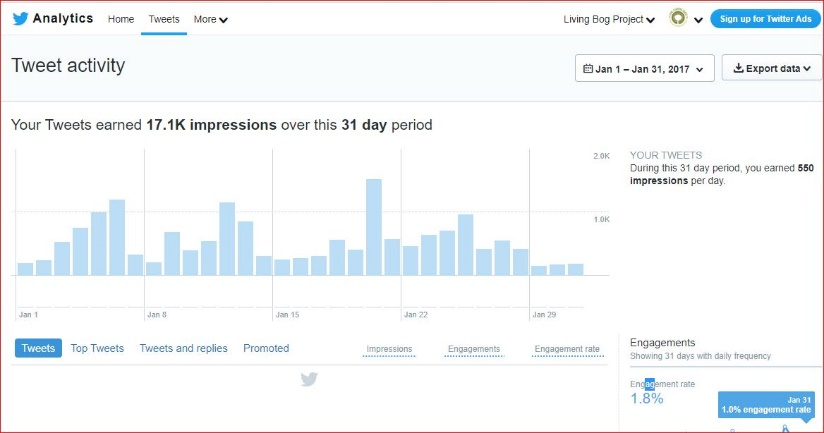 Analytics Home Tweets More Living Bog Project Sign up for Twitter Ads
Tweet activity
Jan 1 – Jan 31, 2017 Export data
Your Tweets earned 17.1K impressions over this 31 day period
2.0K
1.0K
Jan 1 Jan 8 Jan 15 Jan 22 Jan 29
YOUR TWEETS
During this 31 day period, you earned 550
impressions per day.
Tweets Top Tweets Tweets and replies Promoted Impressions Engagements Engagement rate
Engagements
Showing 31 days with daily frequency
Engagement rate
1.8%
Jan 31
1.0% engagement rate